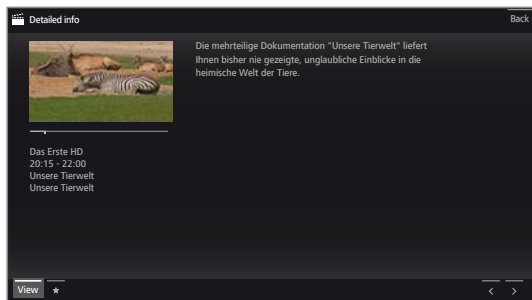 Detailed info
Back
Die mehrteilige Dokumentation "Unsere Tierwelt" liefert
Ihnen bisher nie gezeigte, unglaubliche Einblicke in die
heimische Welt der Tiere.
Das Erste HD
20:15 - 22:00
Unsere Tierwelt
Unsere Tierwelt
View